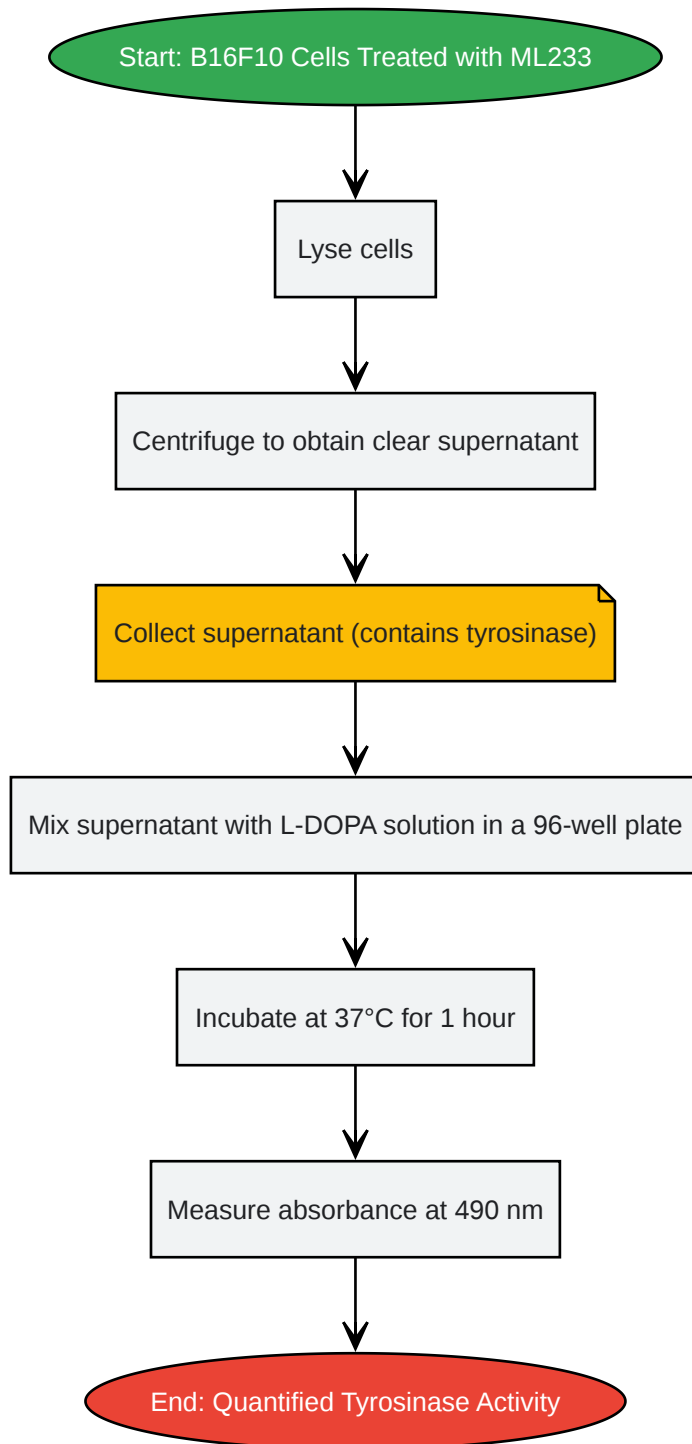 Start: B16F10 Cells Treated with ML233
Lyse cells
Centrifuge to obtain clear supernatant
Collect supernatant (contains tyrosinase)
Mix supernatant with L-DOPA solution in a 96-well plate
Incubate at 37°C for 1 hour
Measure absorbance at 490 nm
End: Quantified Tyrosinase Activity